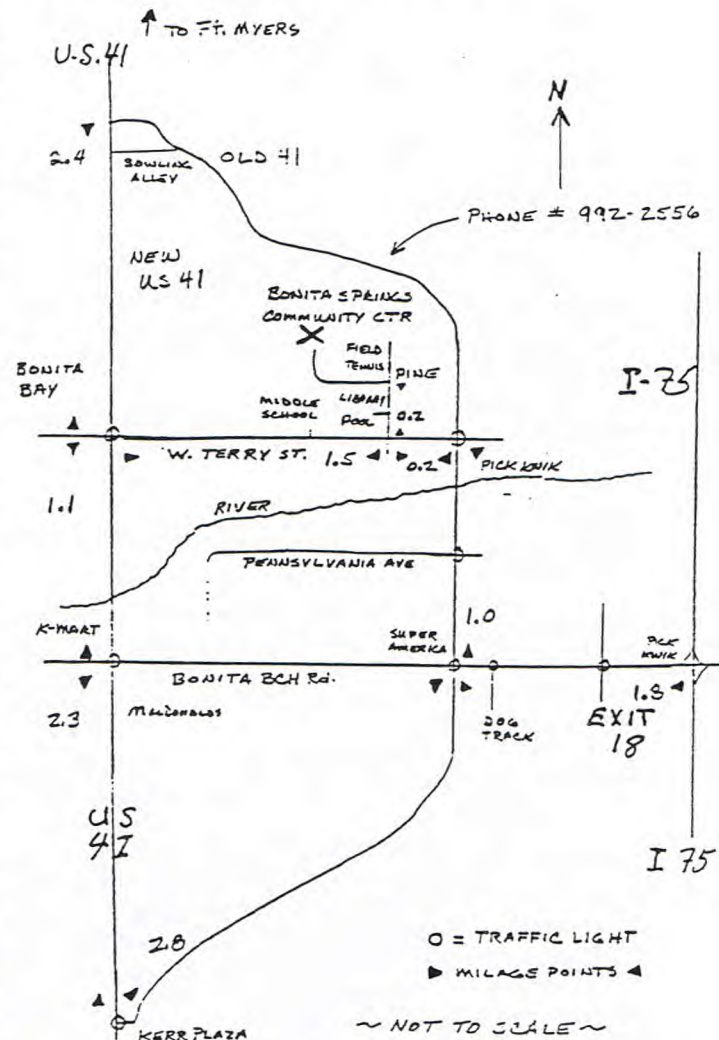 TO FT. MYERS
U.S. 41
N
2.4
BOWLING
ALLEY
OLD 41
PHONE # 992-2556
NEW
US 41
BONITA SPRINGS
COMMUNITY CTR
FIELD
TENNIS
PINE
I-75
BONITA
BAY
MIDDLE
SCHOOL
LIBRARY
POOL
0.2
W. TERRY ST.
1.5
0.2
PICK KWIK
1.1
RIVER
PENNSYLVANIA AVE
1.0
K-MART
SUPER
AMERICA
PICK
KWIK
BONITA BCH Rd.
1.8
2.3
McDONALDS
DOG
TRACK
EXIT
18
US
41
I 75
2.8
O = TRAFFIC LIGHT
▶ MILAGE POINTS ◀
KERR PLAZA
~ NOT TO SCALE ~